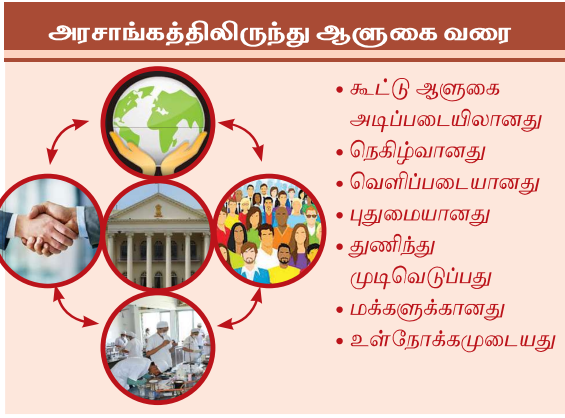 அரசாங்கத்திலிருந்து ஆளுகை வரை
• கூட்டு ஆளுகை
அடிப்படையிலானது
• நெகிழ்வானது
• வெளிப்படையானது
• புதுமையானது
• துணிந்து
முடிவெடுப்பது
• மக்களுக்கானது
• உள்நோக்கமுடையது